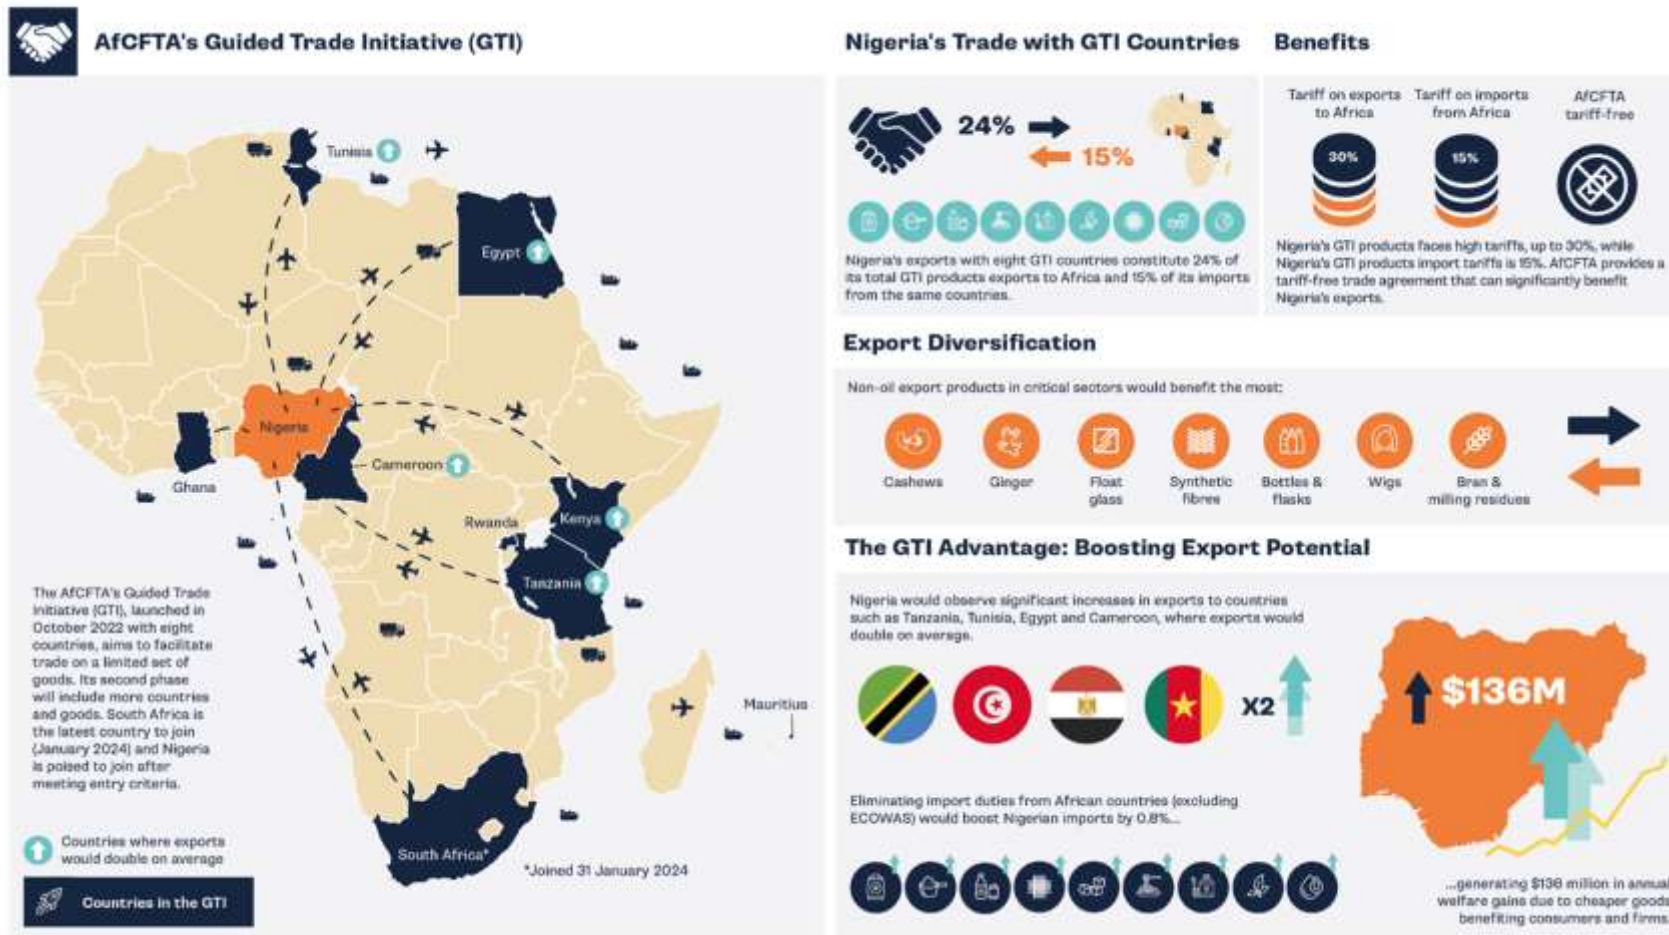 AfCFTA's Guided Trade Initiative (GTI)
Tunisia
Egypt
Nigeria
Ghana
Cameroon
Rwanda
Kenya
Tanzania
Mauritius
South Africa*
*Joined 31 January 2024
The AfCFTA's Guided Trade
Initiative (GTI), launched in
October 2022 with eight
countries, aims to facilitate
trade on a limited set of
goods. Its second phase
will include more countries
and goods. South Africa is
the latest country to join
(January 2024) and Nigeria
is poised to join after
meeting entry criteria.
Countries where exports
would double on average
Countries in the GTI
Nigeria's Trade with GTI Countries
24%
15%
Nigeria's exports with eight GTI countries constitute 24% of
its total GTI products exports to Africa and 15% of its imports
from the same countries.
Benefits
Tariff on exports
to Africa
Tariff on imports
from Africa
AfCFTA
tariff-free
30%
15%
Nigeria's GTI products faces high tariffs, up to 30%, while
Nigeria's GTI products import tariffs is 15%. AfCFTA provides a
tariff-free trade agreement that can significantly benefit
Nigeria's exports.
Export Diversification
Non-oil export products in critical sectors would benefit the most:
Cashews
Ginger
Float
glass
Synthetic
fibres
Bottles &
flasks
Wigs
Bran &
milling residues
The GTI Advantage: Boosting Export Potential
Nigeria would observe significant increases in exports to countries
such as Tanzania, Tunisia, Egypt and Cameroon, where exports would
double on average.
X2
$136M
Eliminating import duties from African countries (excluding
ECOWAS) would boost Nigerian imports by 0.8%...
...generating $136 million in annual
welfare gains due to cheaper goods
benefiting consumers and firms.